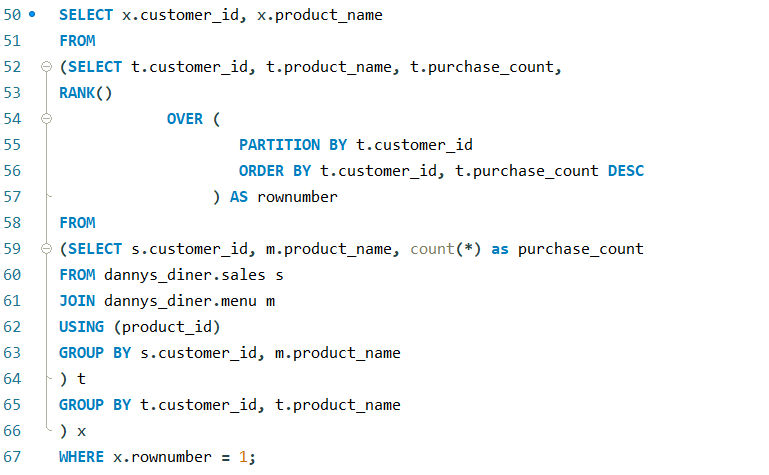 50 SELECT x.customer_id, x.product_name
51 FROM
52 (SELECT t.customer_id, t.product_name, t.purchase_count,
53 RANK()
54 OVER (
55 PARTITION BY t.customer_id
56 ORDER BY t.customer_id, t.purchase_count DESC
57 ) AS rownumber
58 FROM
59 (SELECT s.customer_id, m.product_name, count(*) as purchase_count
60 FROM dannys_diner.sales s
61 JOIN dannys_diner.menu m
62 USING (product_id)
63 GROUP BY s.customer_id, m.product_name
64 ) t
65 GROUP BY t.customer_id, t.product_name
66 ) x
67 WHERE x.rownumber = 1;